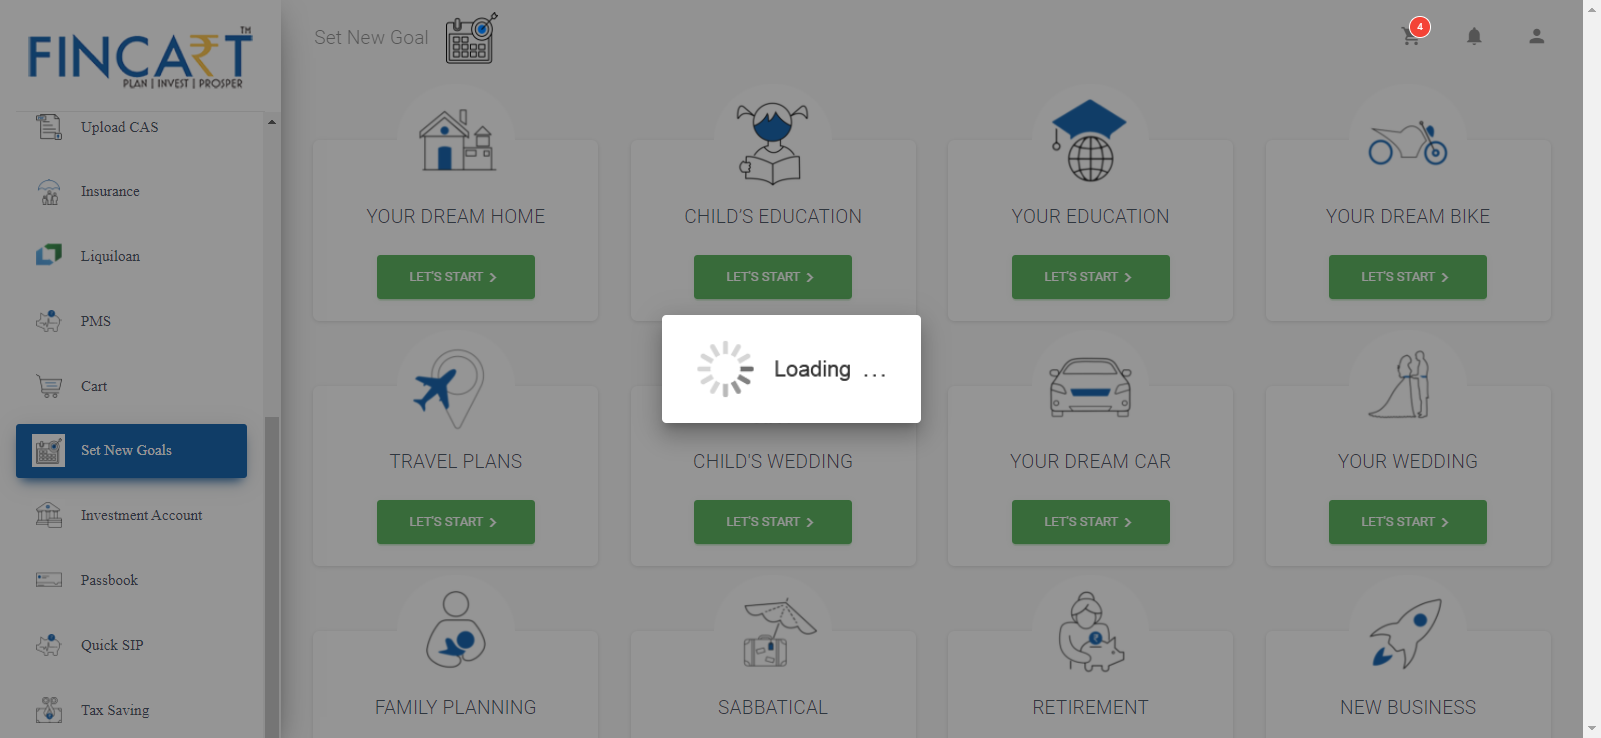 FINCART TM
PLAN | INVEST | PROSPER
Upload CAS
Insurance
Liquiloan
PMS
Cart
Set New Goals
Investment Account
Passbook
Quick SIP
Tax Saving
Set New Goal
4
YOUR DREAM HOME
LET'S START
CHILD'S EDUCATION
LET'S START
YOUR EDUCATION
LET'S START
YOUR DREAM BIKE
LET'S START
Loading ...
TRAVEL PLANS
LET'S START
CHILD'S WEDDING
LET'S START
YOUR DREAM CAR
LET'S START
YOUR WEDDING
LET'S START
FAMILY PLANNING
SABBATICAL
RETIREMENT
NEW BUSINESS